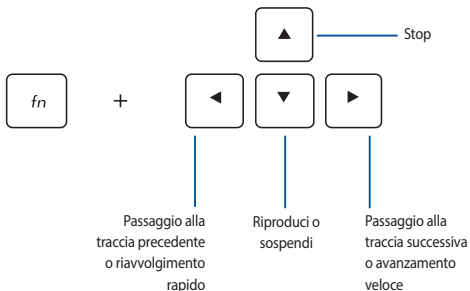 Stop
fn +
Passaggio alla
traccia precedente
o riavvolgimento
rapido
Riproduci o
sospendi
Passaggio alla
traccia successiva
o avanzamento
veloce